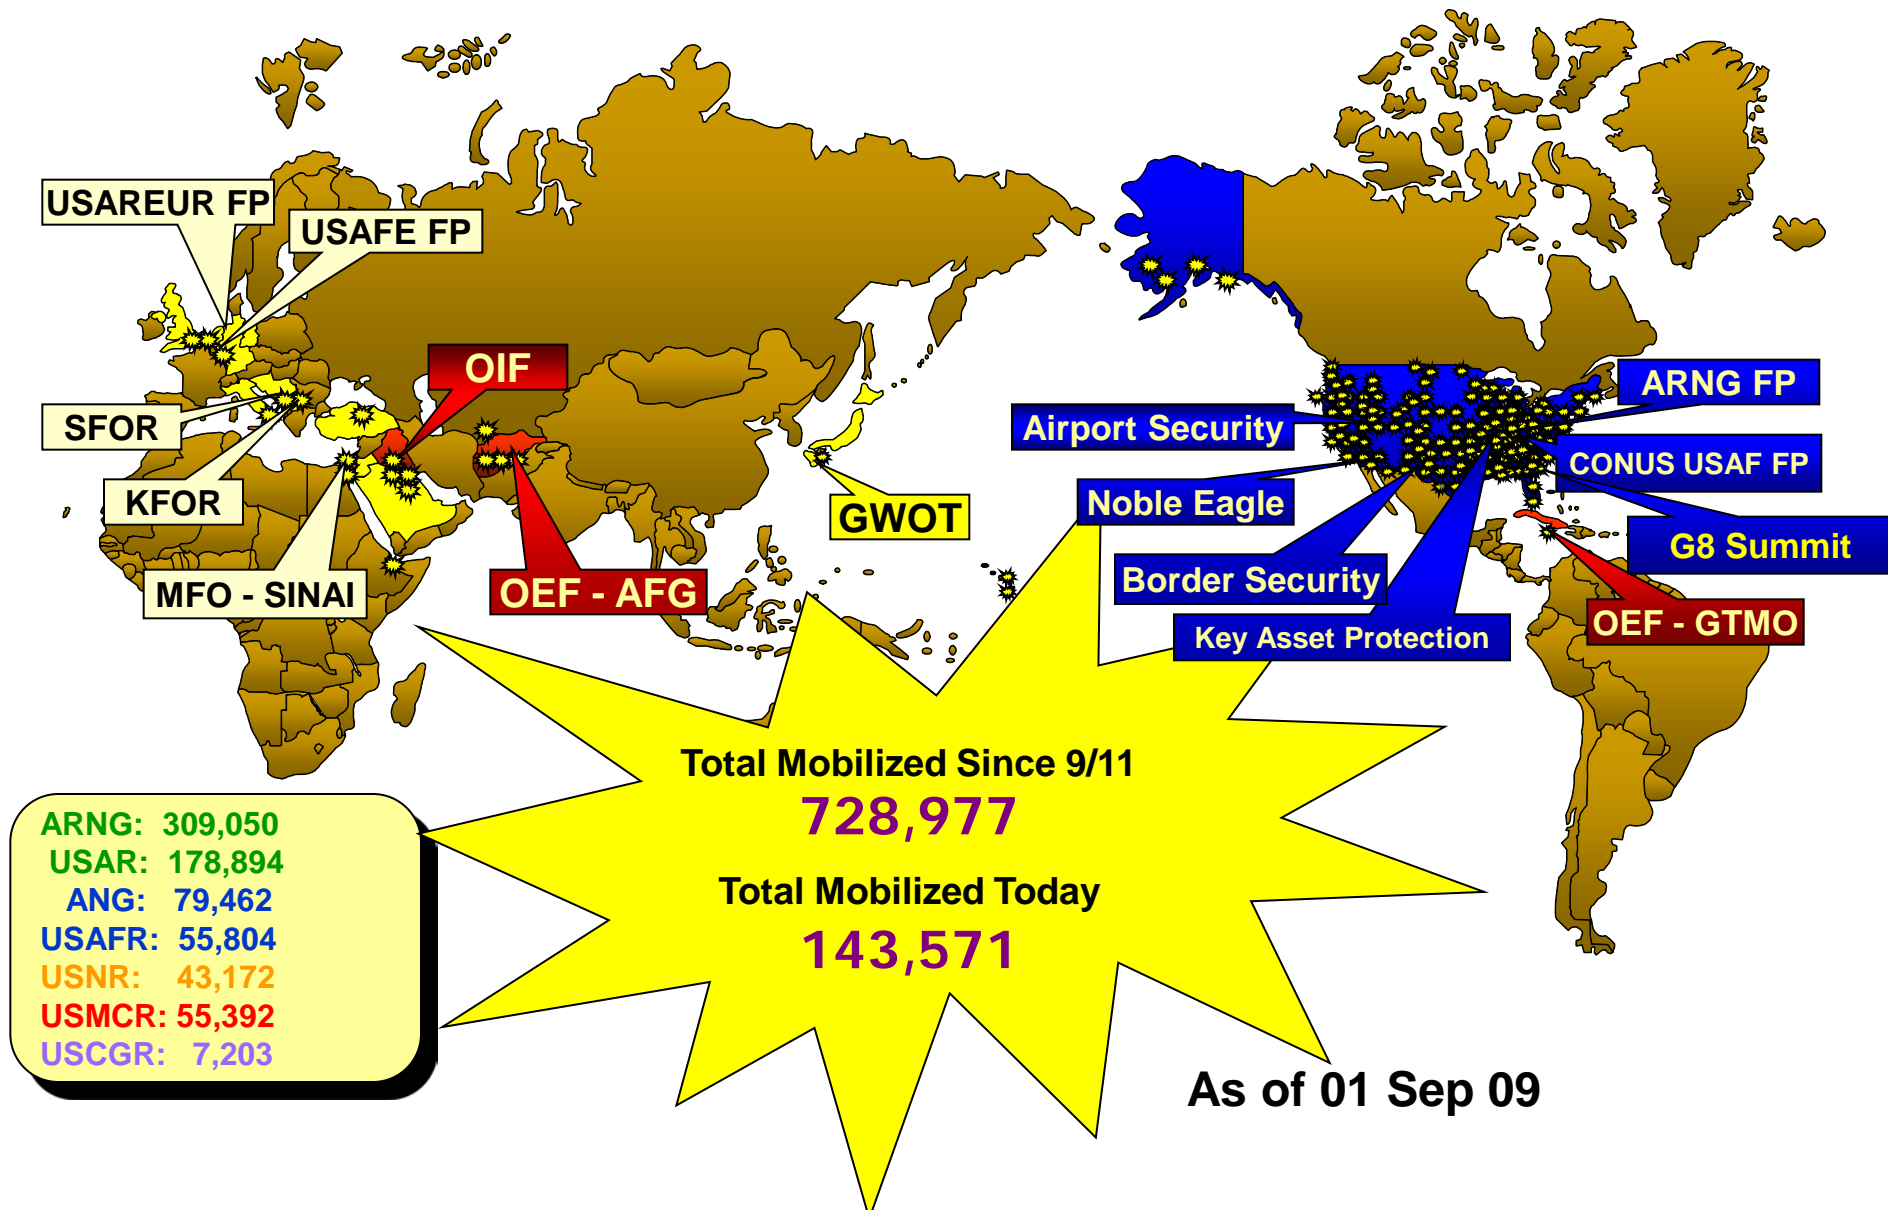 USAREUR FP
USAFE FP
OIF
SFOR
KFOR
MFO - SINAI
OEF - AFG
GWOT
Airport Security
ARNG FP
CONUS USAF FP
Noble Eagle
G8 Summit
Border Security
Key Asset Protection
OEF - GTMO
Total Mobilized Since 9/11
728,977
Total Mobilized Today
143,571
ARNG: 309,050
USAR: 178,894
ANG: 79,462
USAFR: 55,804
USNR: 43,172
USMCR: 55,392
USCGR: 7,203
As of 01 Sep 09